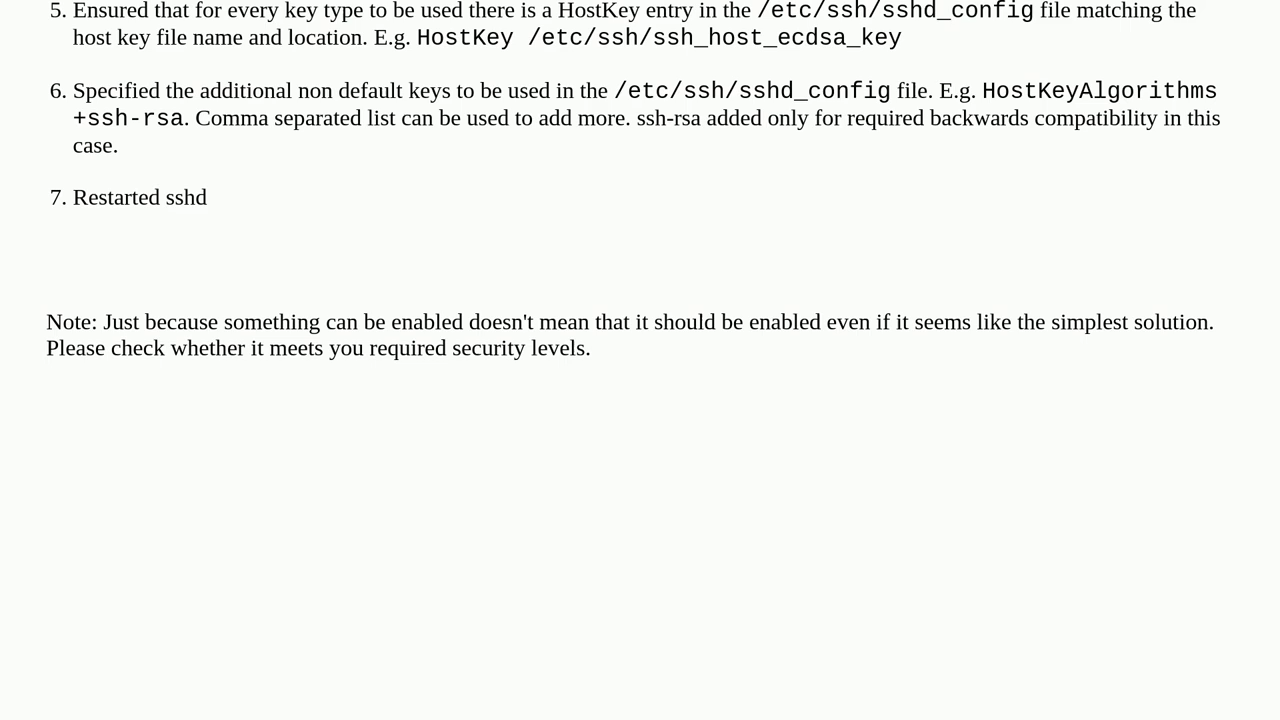 5. Ensured that for every key type to be used there is a HostKey entry in the /etc/ssh/sshd_config file matching the
host key file name and location. E.g. HostKey /etc/ssh/ssh_host_ecdsa_key
6. Specified the additional non default keys to be used in the /etc/ssh/sshd_config file. E.g. HostKeyAlgorithms
+ssh-rsa. Comma separated list can be used to add more. ssh-rsa added only for required backwards compatibility in this
case.
7. Restarted sshd
Note: Just because something can be enabled doesn't mean that it should be enabled even if it seems like the simplest solution.
Please check whether it meets you required security levels.